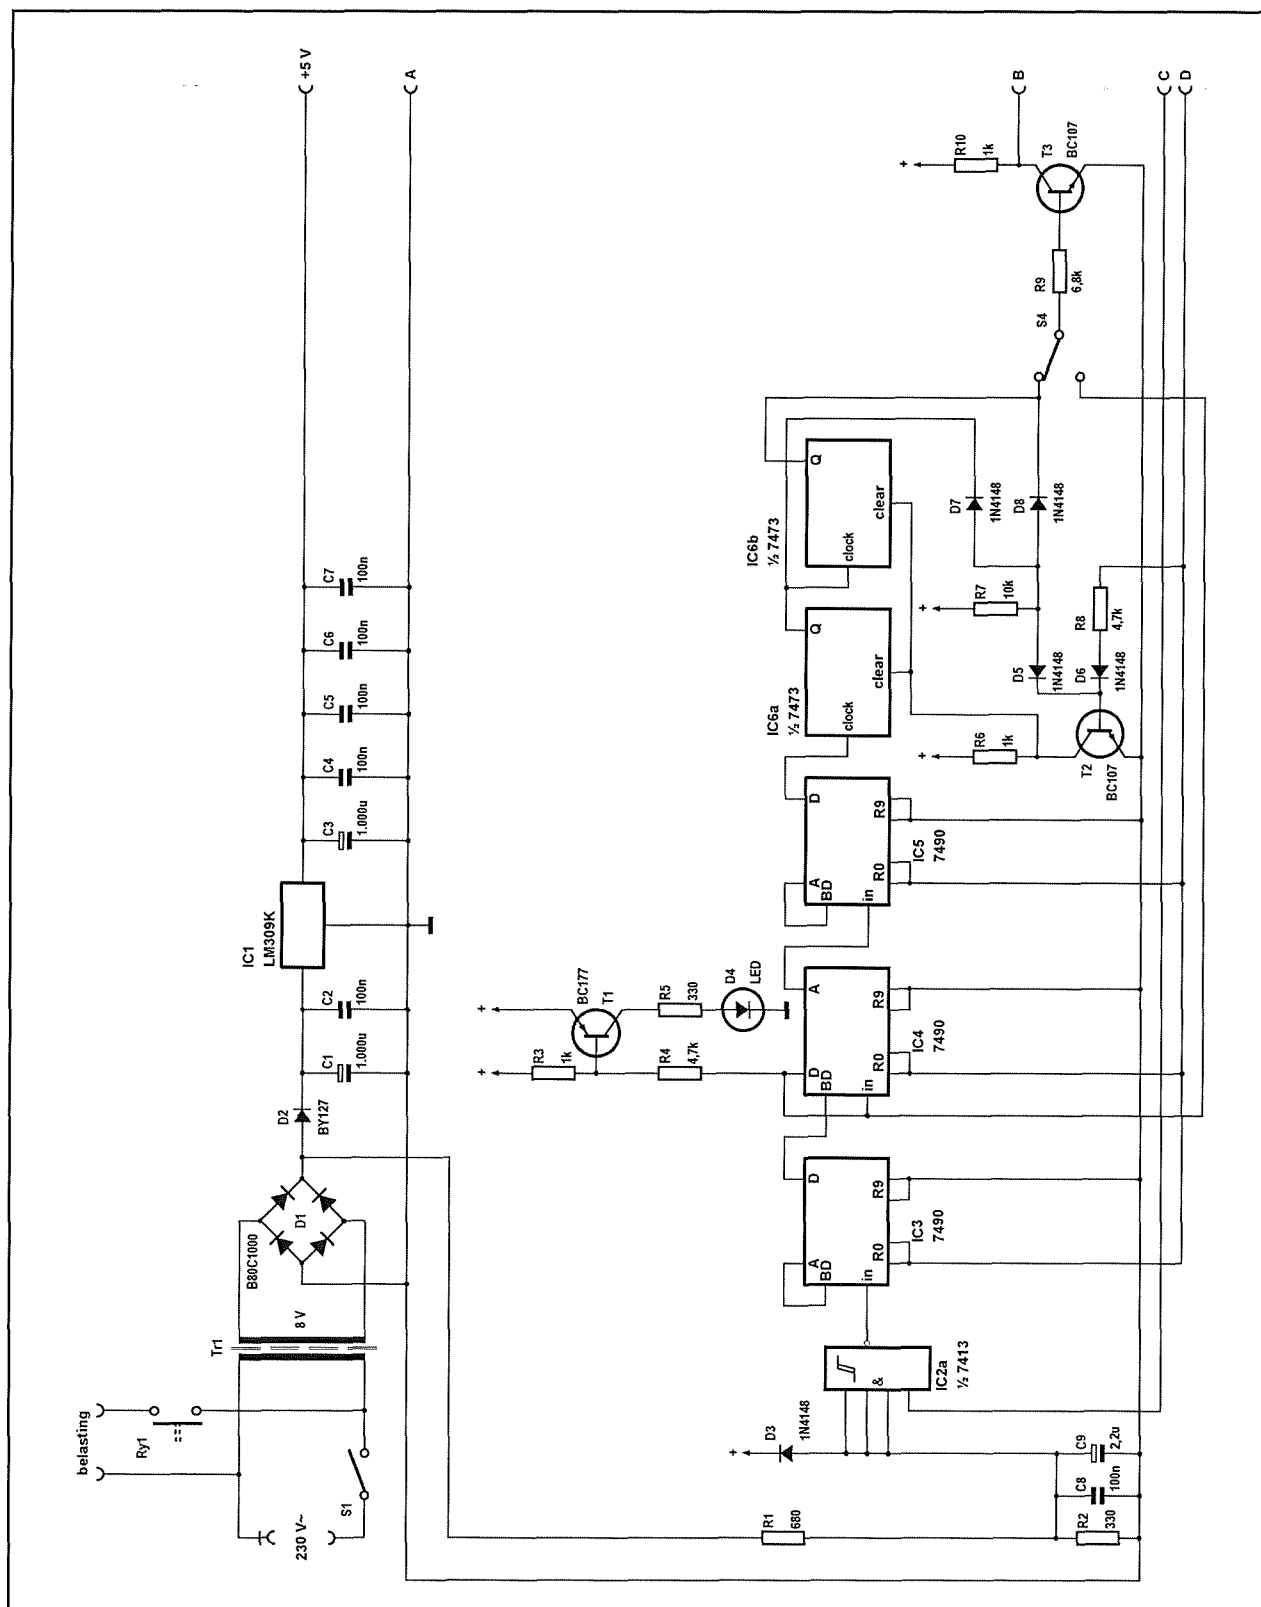 belasting
Ry1
230 V~
S1
Tr1
8 V
B80C1000
D1
D2
BY127
C1
1.000u
C2
100n
IC1
LM309K
C3
1.000u
C4
100n
C5
100n
C6
100n
C7
100n
+5 V
A
R1
680
R2
330
C8
100n
C9
2,2u
+
D3
1N4148
&
IC2a
½ 7413
A
BD
in
D
R0
R9
IC3
7490
+
R3
1k
R4
4,7k
+
BC177
T1
R5
330
D4
LED
D
BD
in
A
R0
R9
IC4
7490
A
BD
in
D
R0
R9
IC5
7490
IC6a
½ 7473
clock
Q
clear
IC6b
½ 7473
clock
Q
clear
+
R6
1k
T2
BC107
D5
1N4148
D6
1N4148
+
R7
10k
R8
4,7k
D7
1N4148
D8
1N4148
S4
R9
6,8k
+
R10
1k
T3
BC107
B
C
D